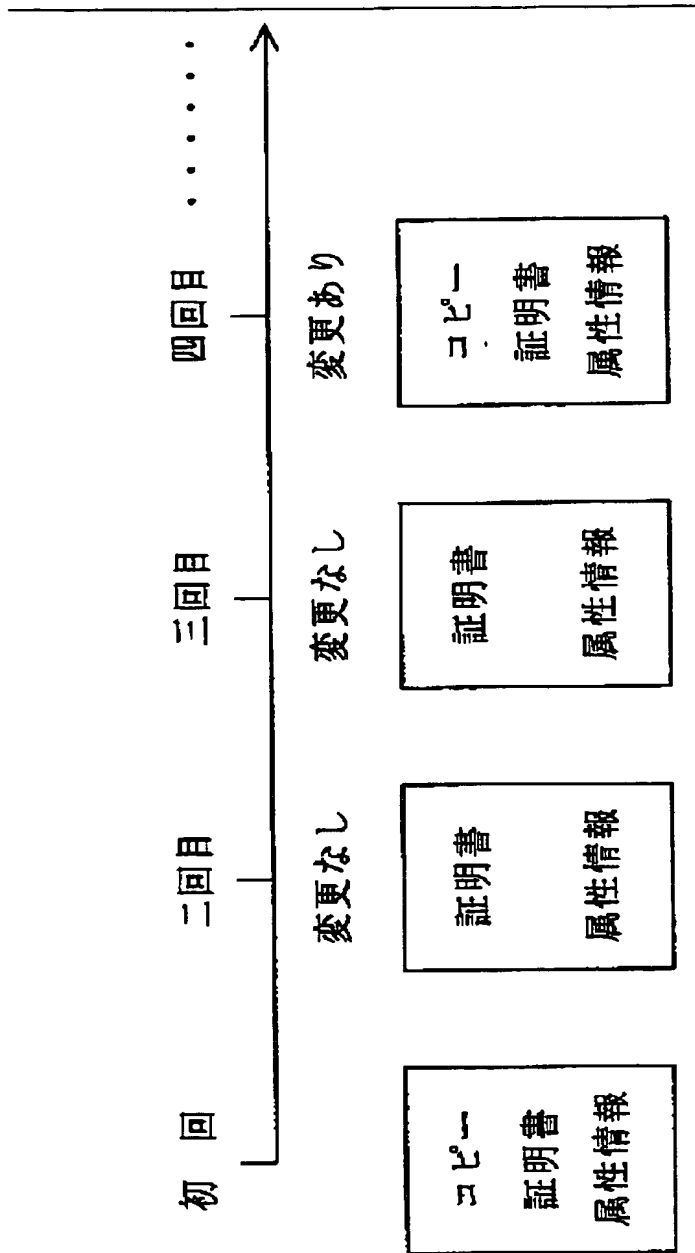 初回 二回目 三回目 四回目 ・・・・・・
変更なし 変更なし 変更あり
コピー
証明書
属性情報
証明書
属性情報
証明書
属性情報
コピー
証明書
属性情報